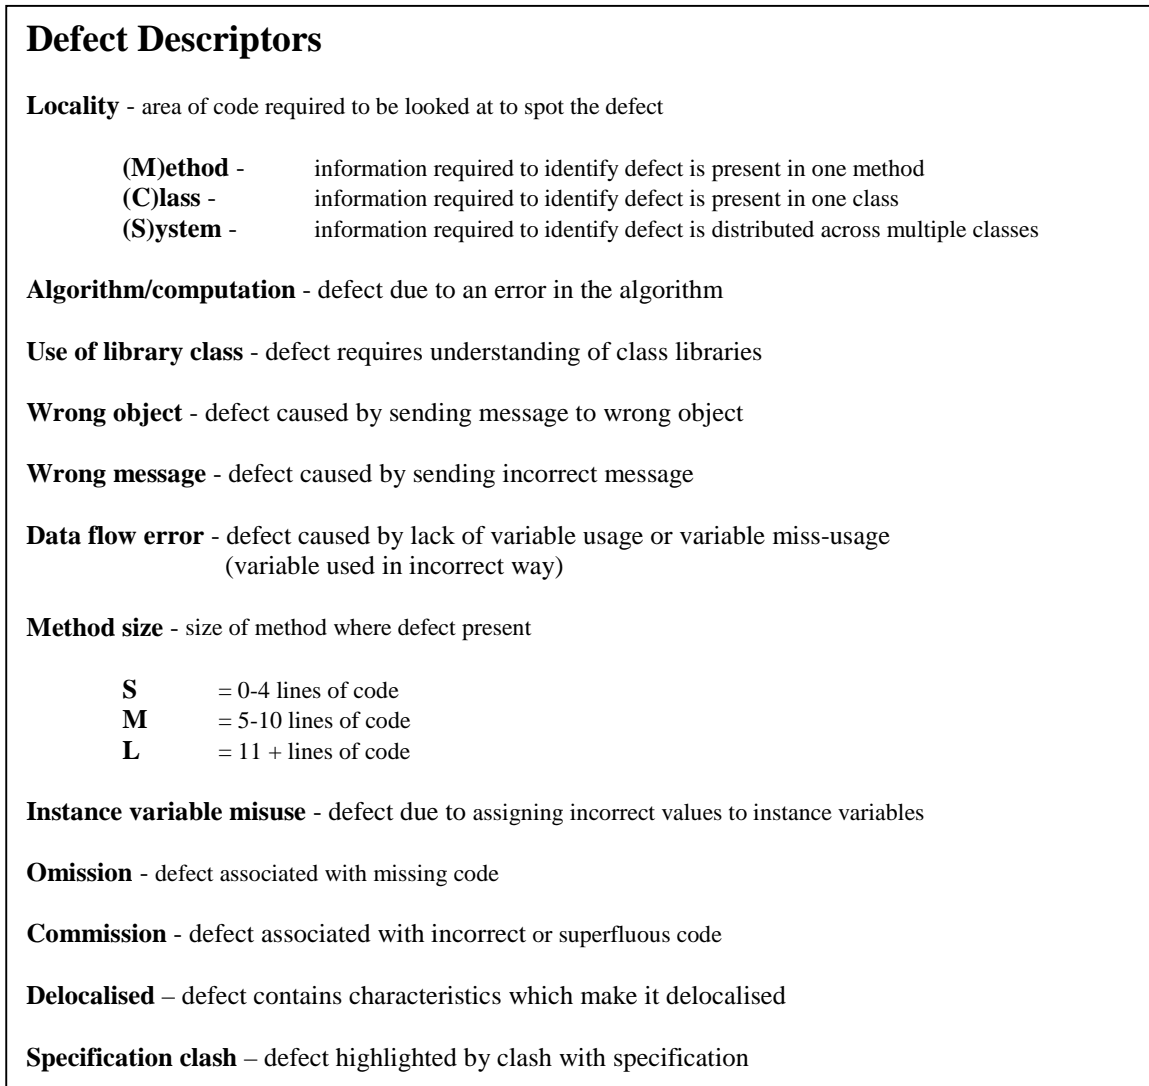 Defect Descriptors
Locality - area of code required to be looked at to spot the defect
(M)ethod - information required to identify defect is present in one method
(C)lass - information required to identify defect is present in one class
(S)ystem - information required to identify defect is distributed across multiple classes
Algorithm/computation - defect due to an error in the algorithm
Use of library class - defect requires understanding of class libraries
Wrong object - defect caused by sending message to wrong object
Wrong message - defect caused by sending incorrect message
Data flow error - defect caused by lack of variable usage or variable miss-usage
(variable used in incorrect way)
Method size - size of method where defect present
S = 0-4 lines of code
M = 5-10 lines of code
L = 11 + lines of code
Instance variable misuse - defect due to assigning incorrect values to instance variables
Omission - defect associated with missing code
Commission - defect associated with incorrect or superfluous code
Delocalised – defect contains characteristics which make it delocalised
Specification clash – defect highlighted by clash with specification